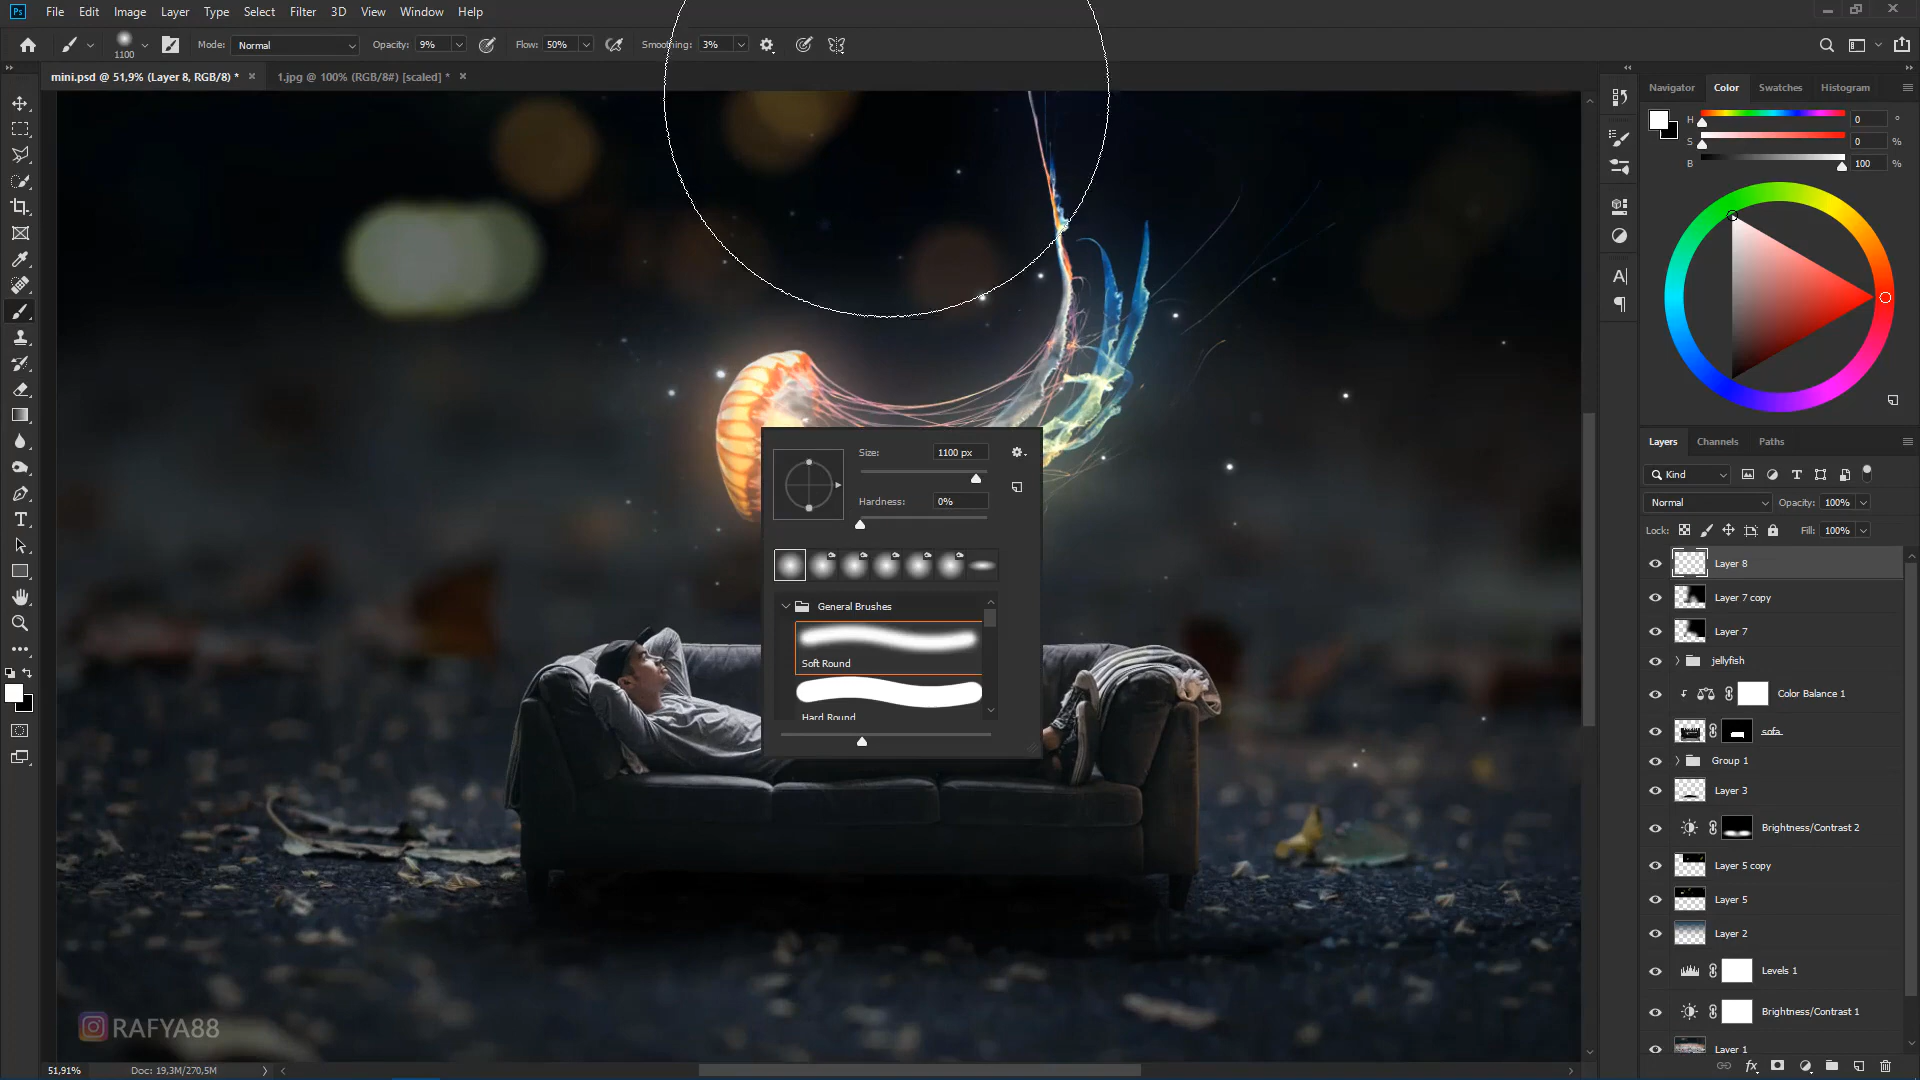 Ps File Edit Image Layer Type Select Filter 3D View Window Help
1100 Mode: Normal Opacity: 9% Flow: 50% Smoothing: 3%
mini.psd @ 51,9% (Layer 8, RGB/8) * 1.jpg @ 100% (RGB/8#) [scaled] *
Navigator Color Swatches Histogram
H 0 °
S 0 %
B 100 %
A
Size: 1100 px
Hardness: 0%
General Brushes
Soft Round
Hard Round
Layers Channels Paths
Kind
Normal Opacity: 100%
Lock: Fill: 100%
Layer 8
Layer 7 copy
Layer 7
jellyfish
Color Balance 1
sofa
Group 1
Layer 3
Brightness/Contrast 2
Layer 5 copy
Layer 5
Layer 2
Levels 1
Brightness/Contrast 1
Layer 1
RAFYA88
51,91% Doc: 19,3M/270,5M